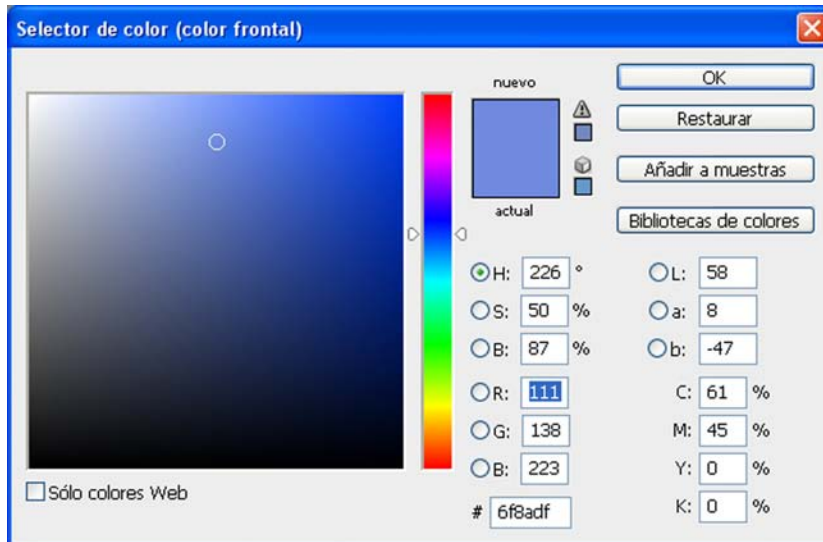 Selector de color (color frontal)
nuevo
actual
OK
Restaurar
Añadir a muestras
Bibliotecas de colores
H: 226 °
S: 50 %
B: 87 %
R: 111
G: 138
B: 223
# 6f8adf
L: 58
a: 8
b: -47
C: 61 %
M: 45 %
Y: 0 %
K: 0 %
Sólo colores Web